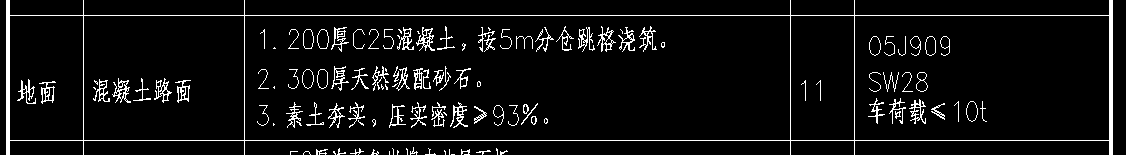 地面
混凝土路面
1. 200厚C25混凝土，按5m分仓跳格浇筑。
2. 300厚天然级配砂石。
3. 素土夯实，压实密度≥93%。
11
05J909
SW28
车荷载≤10t